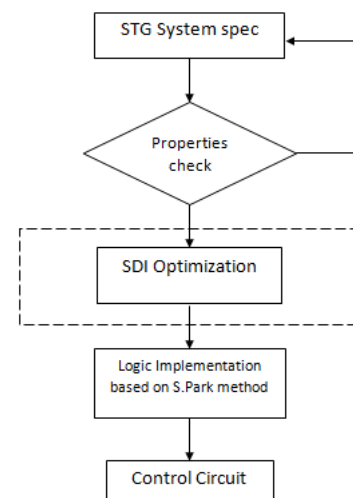 STG System spec
Properties
check
SDI Optimization
Logic Implementation
based on S.Park method
Control Circuit